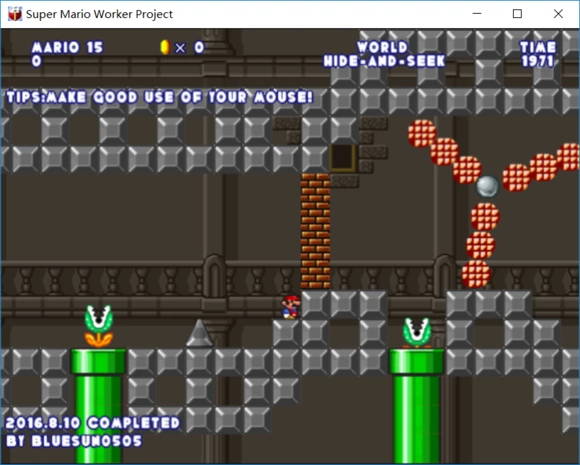 Super Mario Worker Project
MARIO 15 × 0 WORLD TIME
0 HIDE-AND-SEEK 1971
TIPS:MAKE GOOD USE OF YOUR MOUSE!
2016.8.10 COMPLETED
BY BLUESUN0505